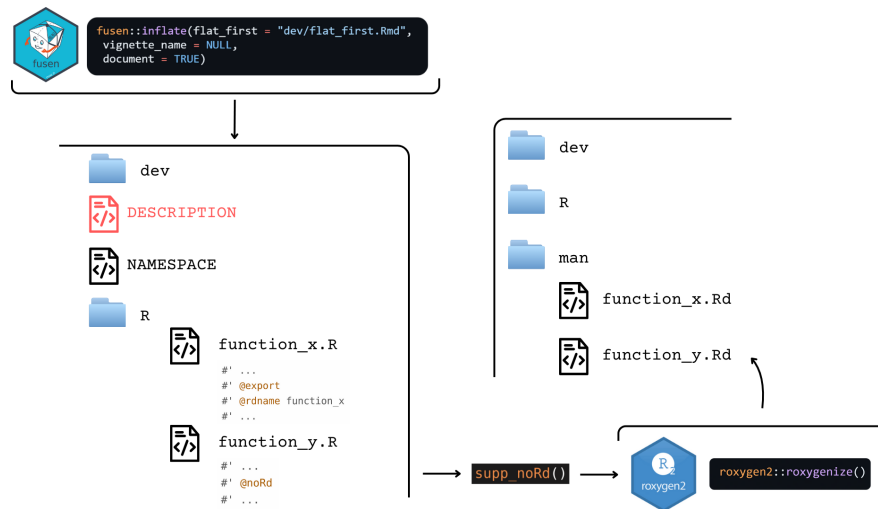 fusen
fusen::inflate(flat_first = "dev/flat_first.Rmd",
vignette_name = NULL,
document = TRUE)
dev
DESCRIPTION
NAMESPACE
R
function_x.R
#' ...
#' @export
#' @rdname function_x
#' ...
function_y.R
#' ...
#' @noRd
#' ...
dev
R
man
function_x.Rd
function_y.Rd
supp_noRd()
R2
roxygen2
roxygen2::roxygenize()